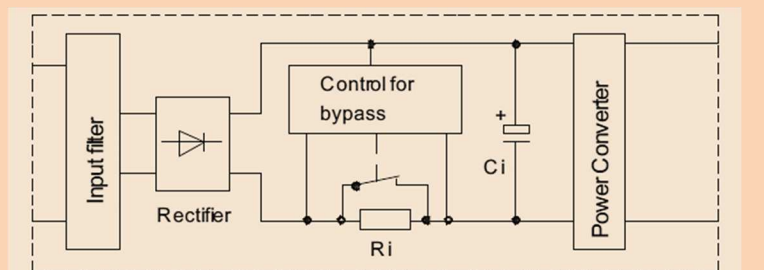 Input filter
Rectifier
Control for
bypass
Ri
+
Ci
Power Converter